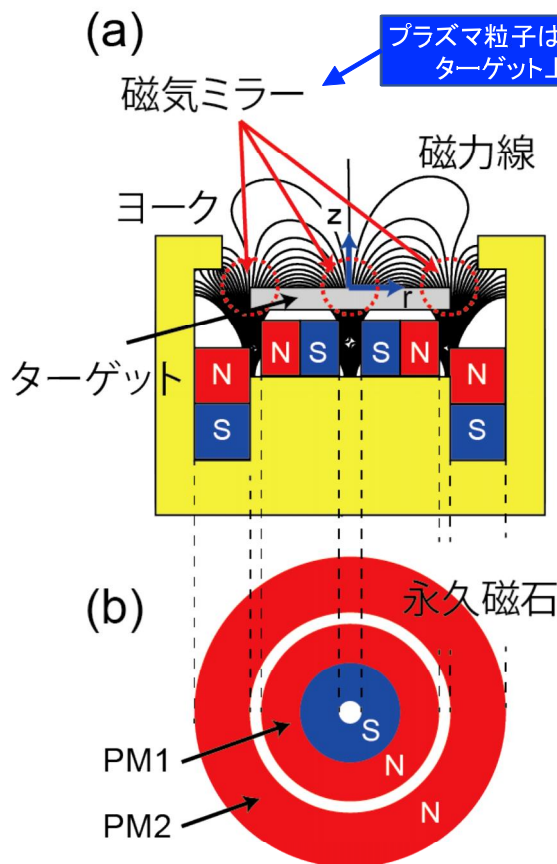 (a)
プラズマ粒子は
ターゲット上
磁気ミラー
磁力線
ヨーク
z
r
N S S N
ターゲット
N N
S S
(b)
永久磁石
S
PM1
N
N
PM2